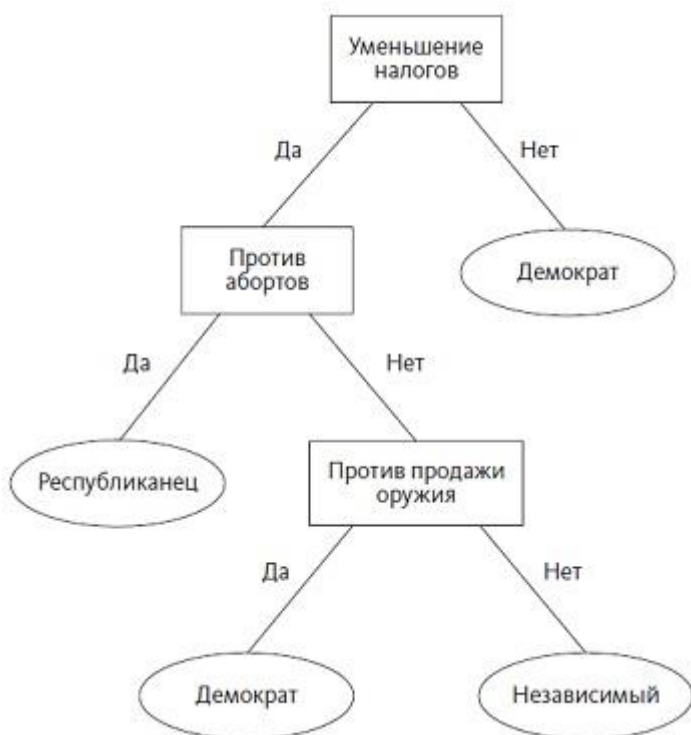 Уменьшение
налогов
Да
Нет
Против
абортов
Демократ
Да
Нет
Республиканец
Против продажи
оружия
Да
Нет
Демократ
Независимый